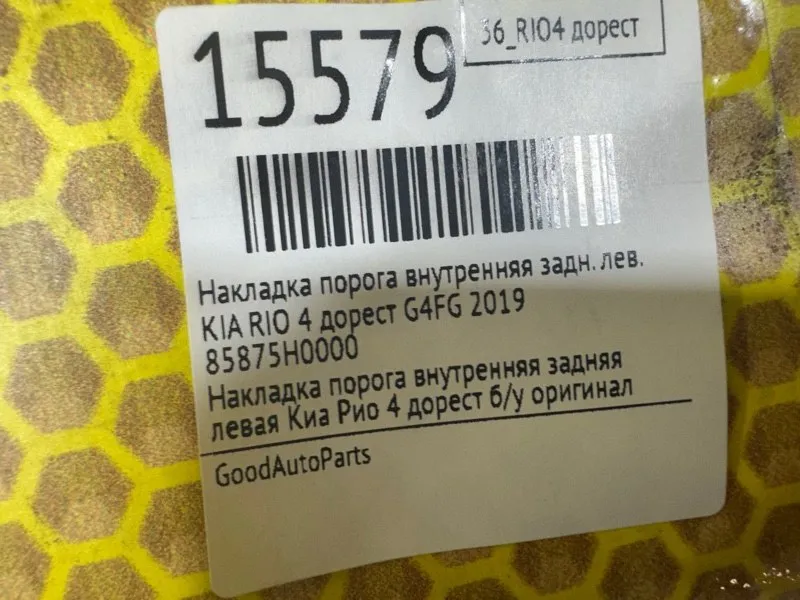 15579
36_RIO4 дорест
Накладка порога внутренняя задн. лев.
KIA RIO 4 дорест G4FG 2019
85875H0000
Накладка порога внутренняя задняя
левая Киа Рио 4 дорест б/у оригинал
GoodAutoParts